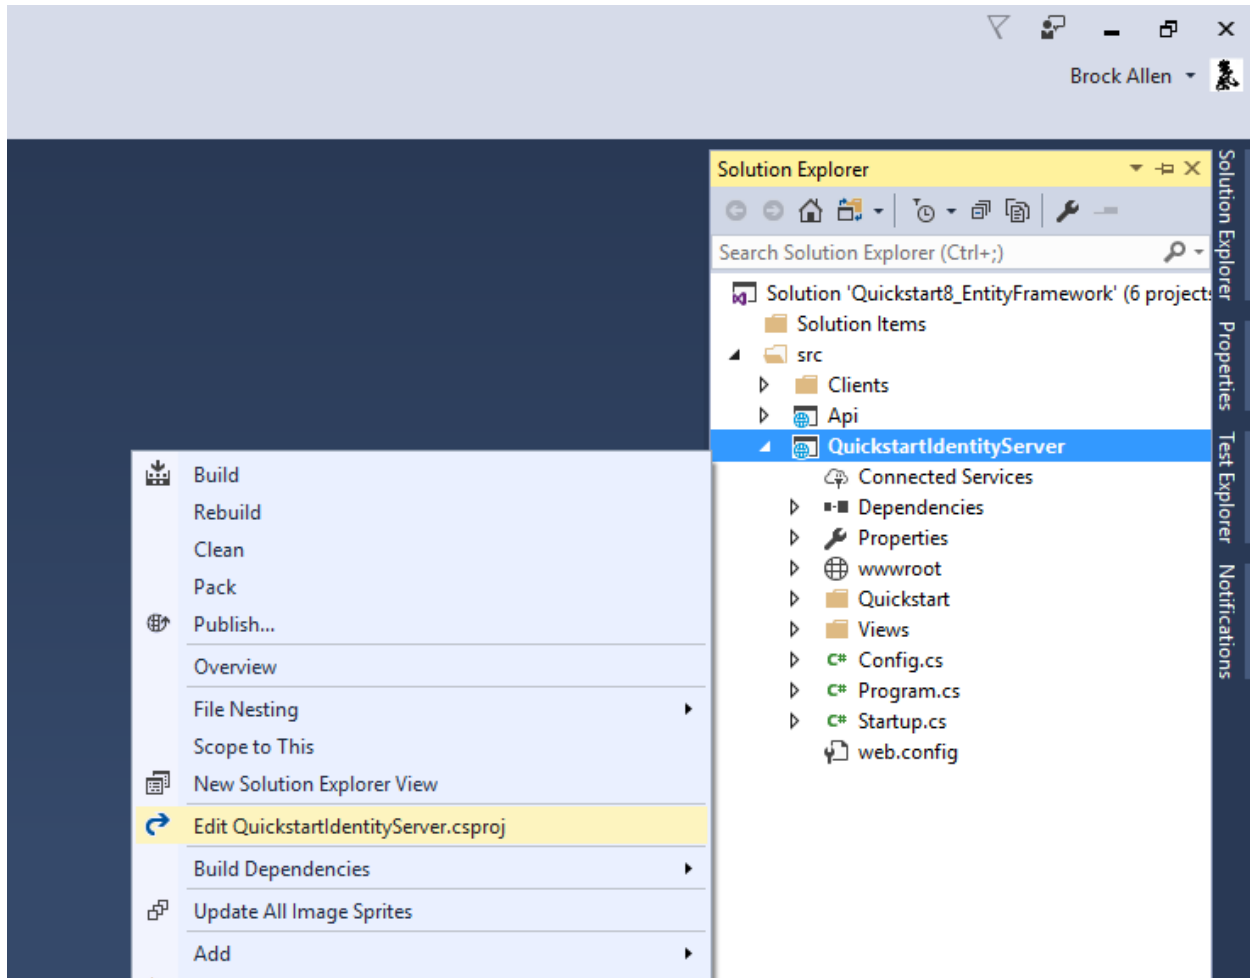 Brock Allen
Solution Explorer
Search Solution Explorer (Ctrl+;)
Solution 'Quickstart8_EntityFramework' (6 projects
Solution Items
src
Clients
Api
QuickstartIdentityServer
Connected Services
Dependencies
Properties
wwwroot
Quickstart
Views
C# Config.cs
C# Program.cs
C# Startup.cs
web.config
Build
Rebuild
Clean
Pack
Publish...
Overview
File Nesting
Scope to This
New Solution Explorer View
Edit QuickstartIdentityServer.csproj
Build Dependencies
Update All Image Sprites
Add
Solution Explorer
Properties
Test Explorer
Notifications